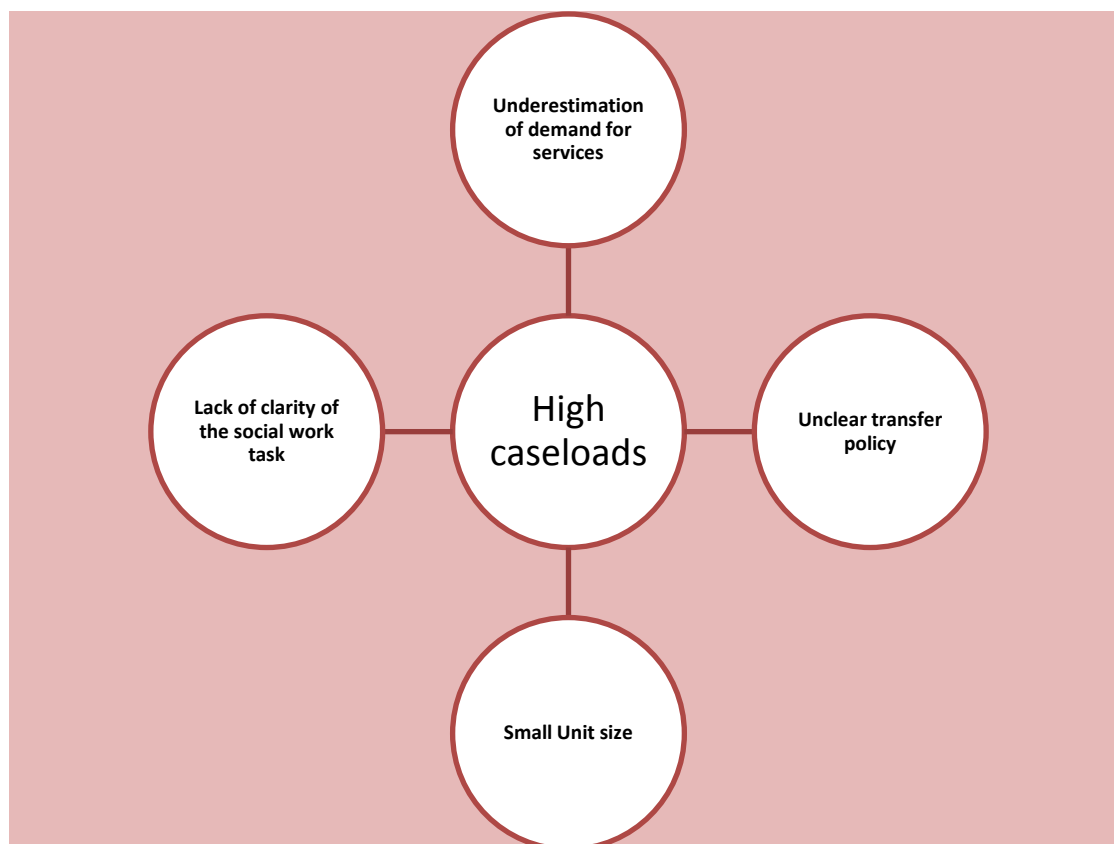 Underestimation
of demand for
services
Lack of clarity of
the social work
task
High
caseloads
Unclear transfer
policy
Small Unit size